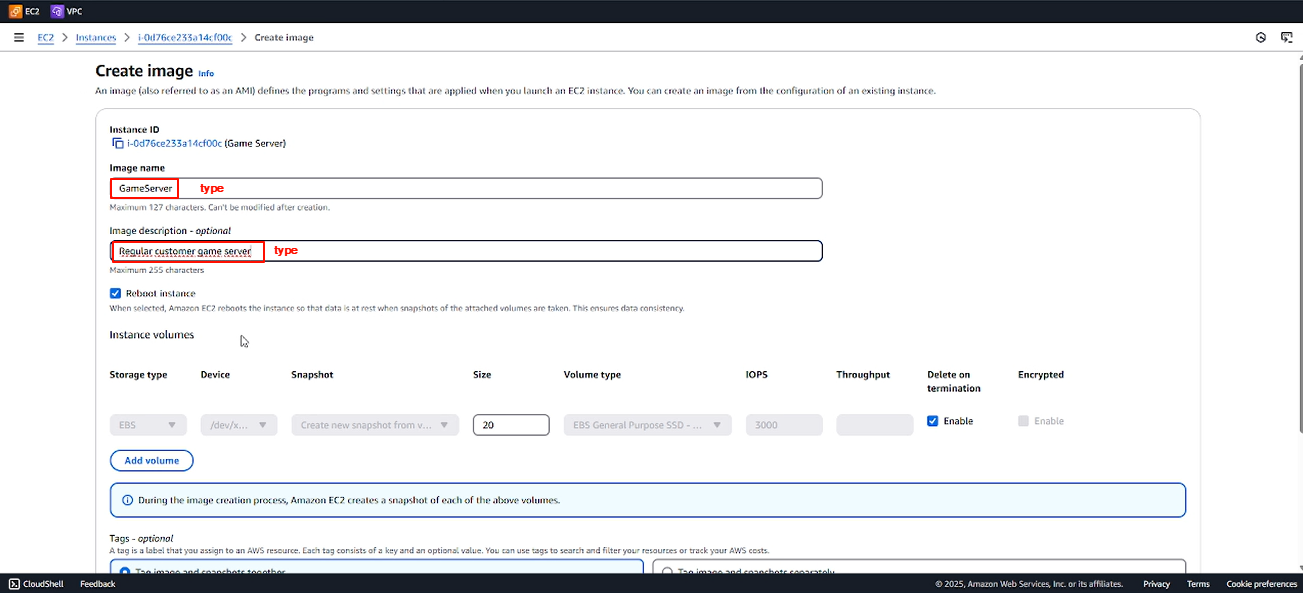 EC2 VPC
EC2 > Instances > i-0d76ce233a14cf00c > Create image
Create image Info
An image (also referred to as an AMI) defines the programs and settings that are applied when you launch an EC2 instance. You can create an image from the configuration of an existing instance.
Instance ID
i-0d76ce233a14cf00c (Game Server)
Image name
GameServer type
Maximum 127 characters. Can't be modified after creation.
Image description - optional
Regular customer game server type
Maximum 255 characters
Reboot instance
When selected, Amazon EC2 reboots the instance so that data is at rest when snapshots of the attached volumes are taken. This ensures data consistency.
Instance volumes
Storage type Device Snapshot Size Volume type IOPS Throughput Delete on termination Encrypted
EBS /dev/x... Create new snapshot from v... 20 EBS General Purpose SSD - ... 3000 Enable Enable
Add volume
During the image creation process, Amazon EC2 creates a snapshot of each of the above volumes.
Tags - optional
A tag is a label that you assign to an AWS resource. Each tag consists of a key and an optional value. You can use tags to search and filter your resources or track your AWS costs.
Tag image and snapshots together Tag image and snapshots separately
CloudShell Feedback © 2025, Amazon Web Services, Inc. or its affiliates. Privacy Terms Cookie preferences